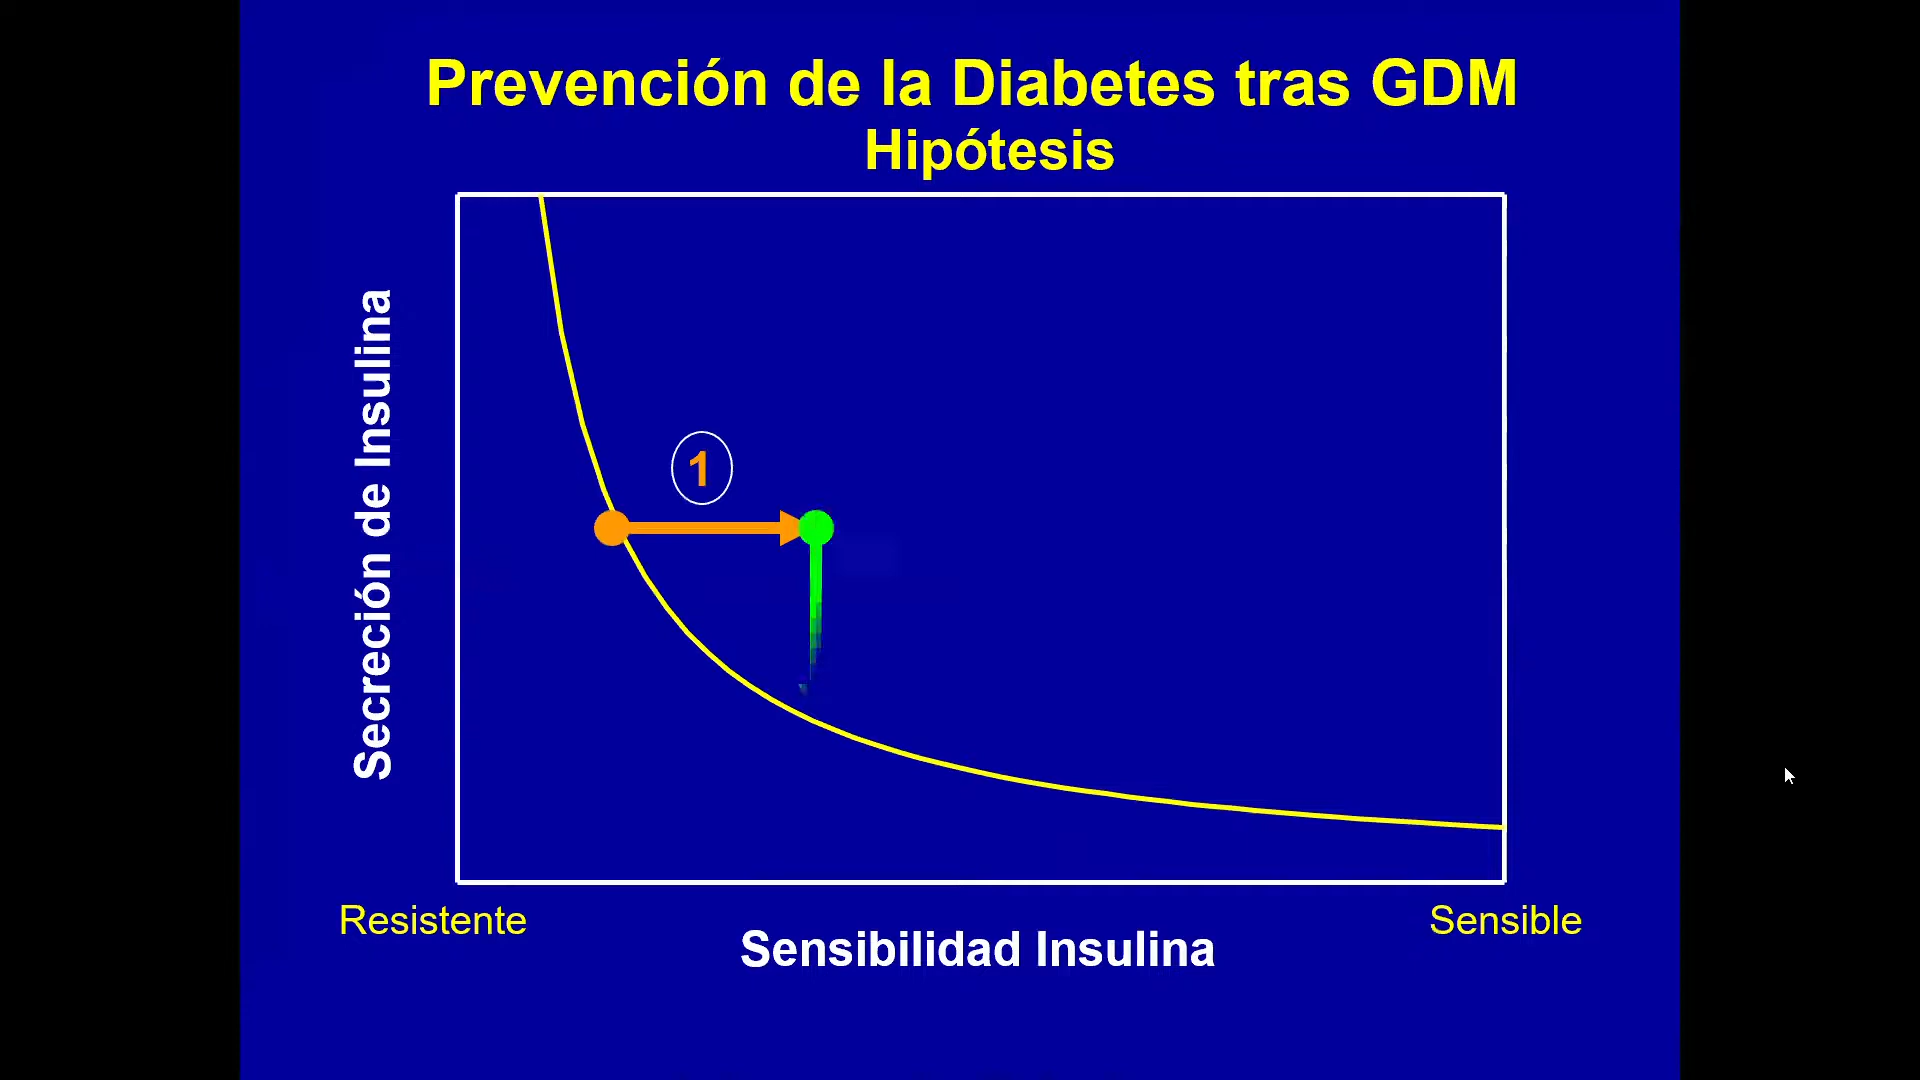 Prevención de la Diabetes tras GDM
Hipótesis
Secreción de Insulina
1
Resistente
Sensible
Sensibilidad Insulina